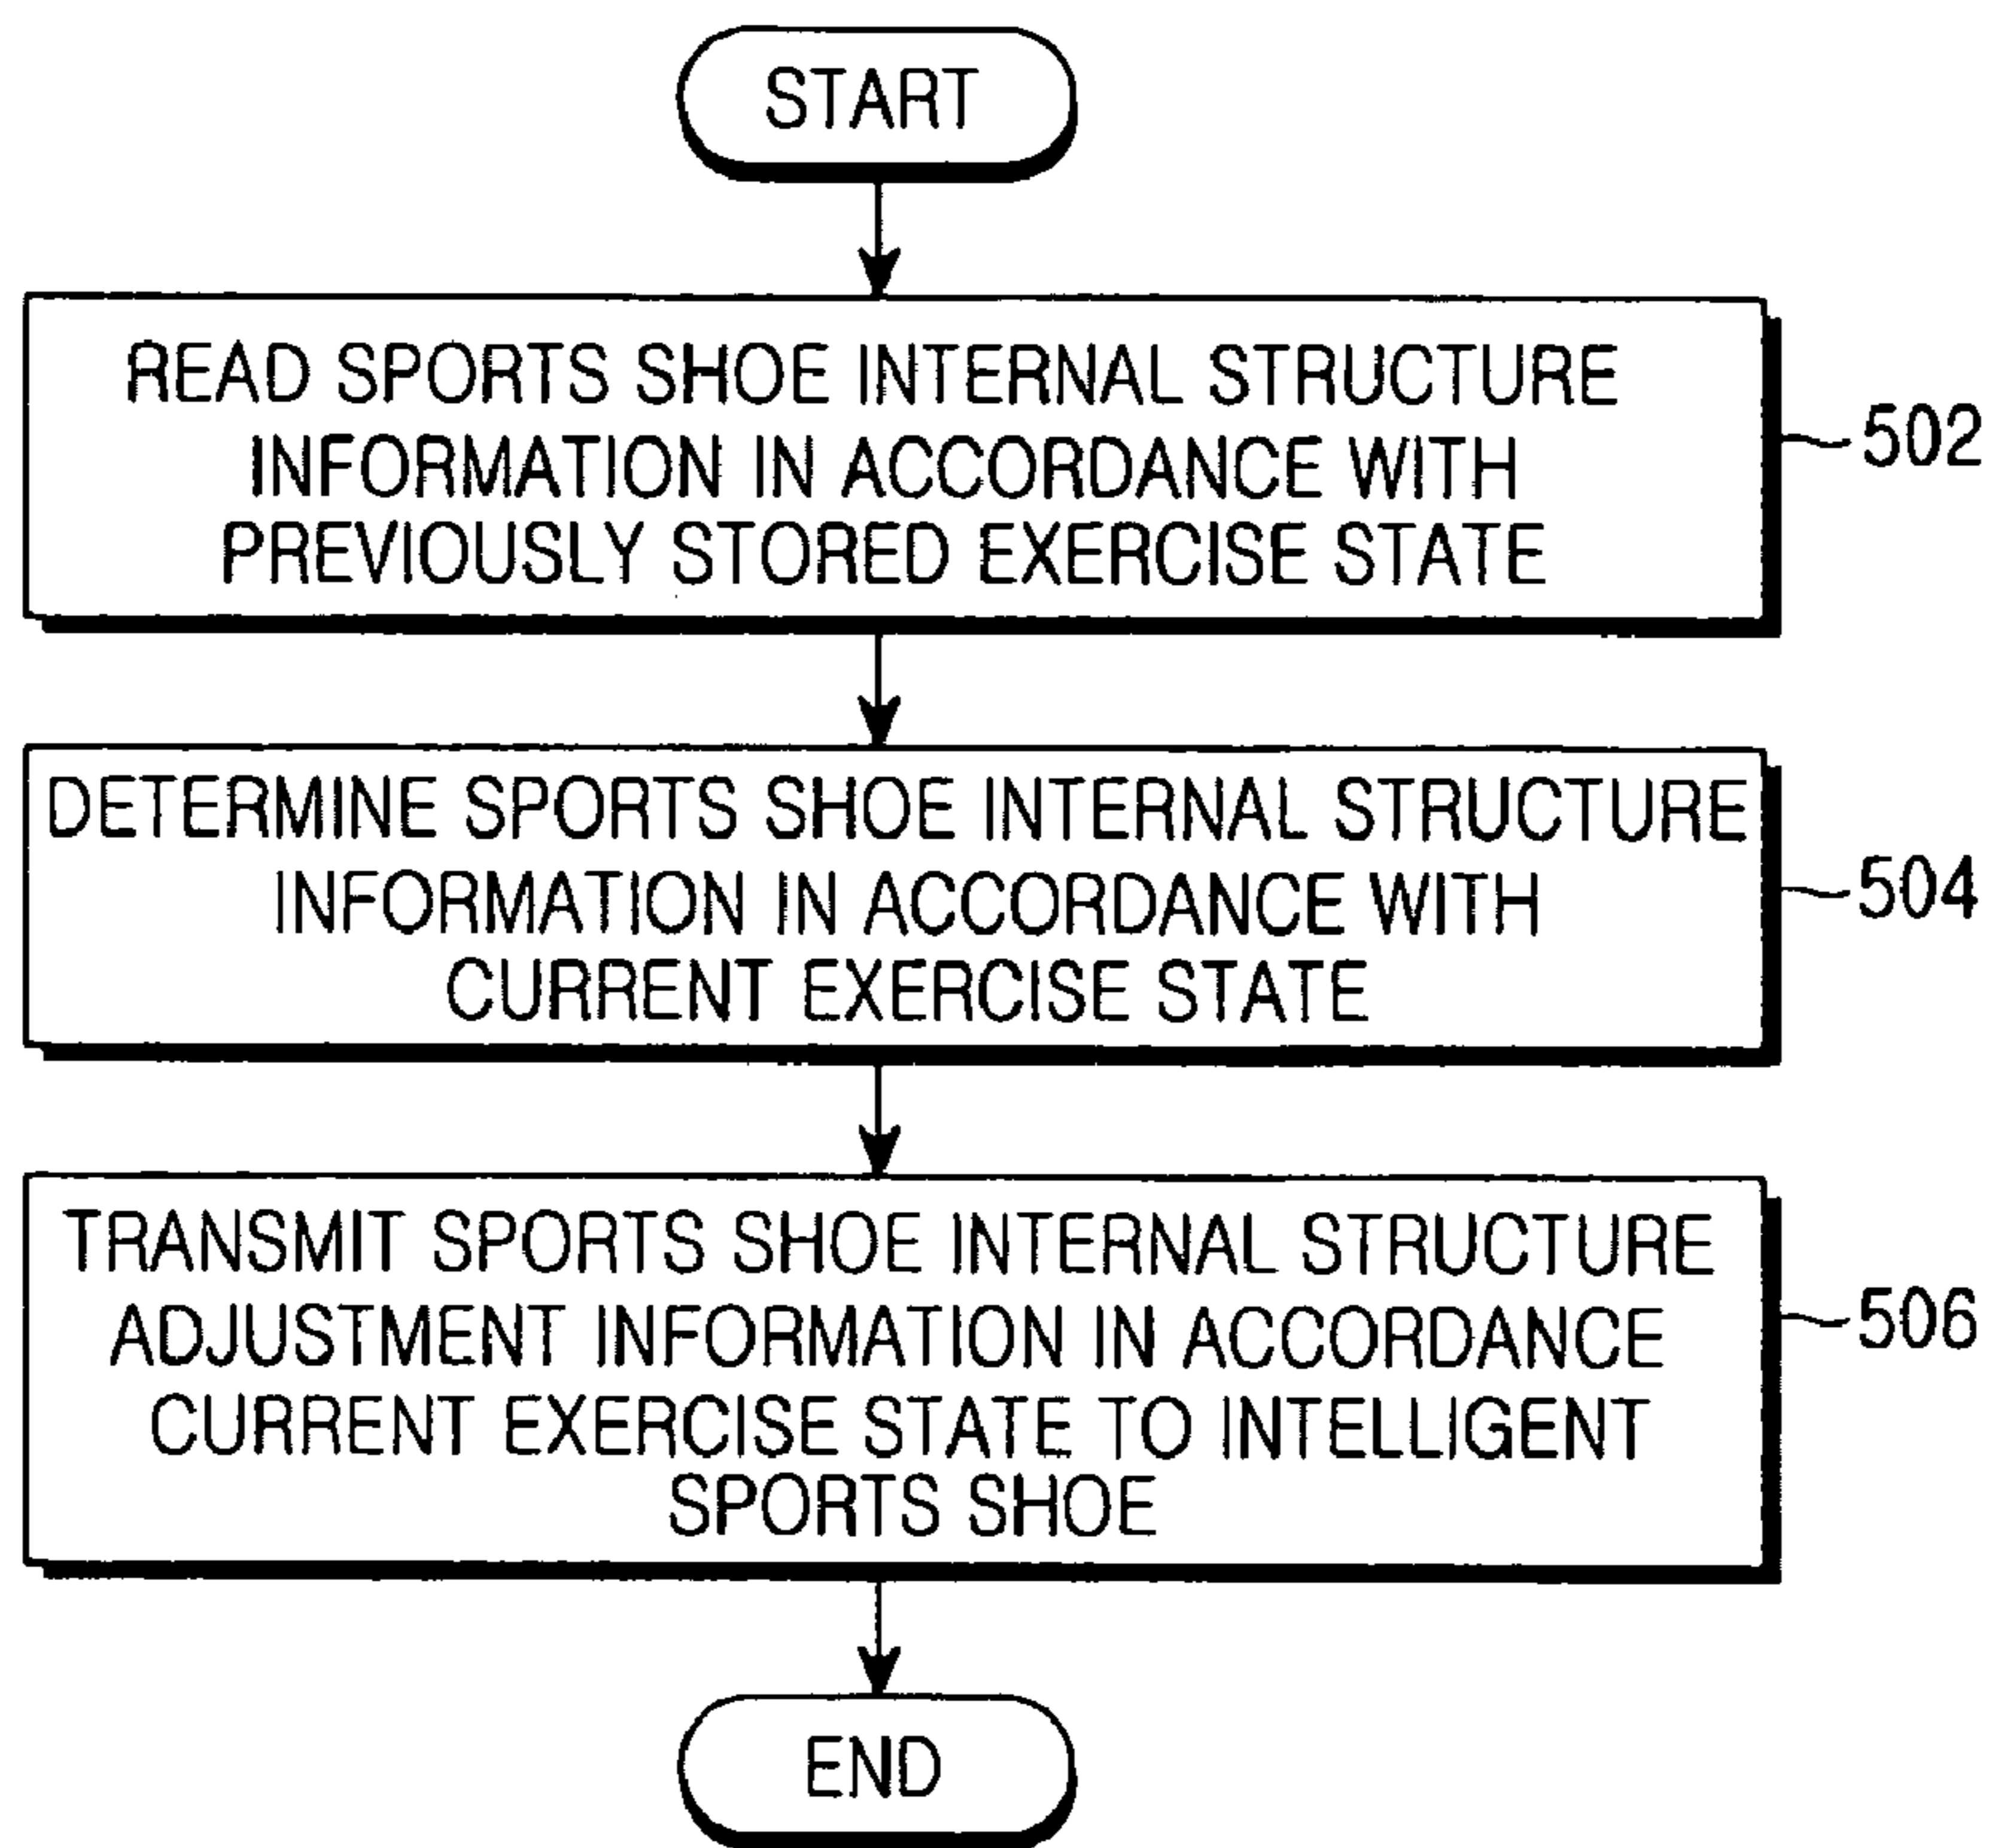 START
READ SPORTS SHOE INTERNAL STRUCTURE
INFORMATION IN ACCORDANCE WITH
PREVIOUSLY STORED EXERCISE STATE
502
DETERMINE SPORTS SHOE INTERNAL STRUCTURE
INFORMATION IN ACCORDANCE WITH
CURRENT EXERCISE STATE
504
TRANSMIT SPORTS SHOE INTERNAL STRUCTURE
ADJUSTMENT INFORMATION IN ACCORDANCE
CURRENT EXERCISE STATE TO INTELLIGENT
SPORTS SHOE
506
END